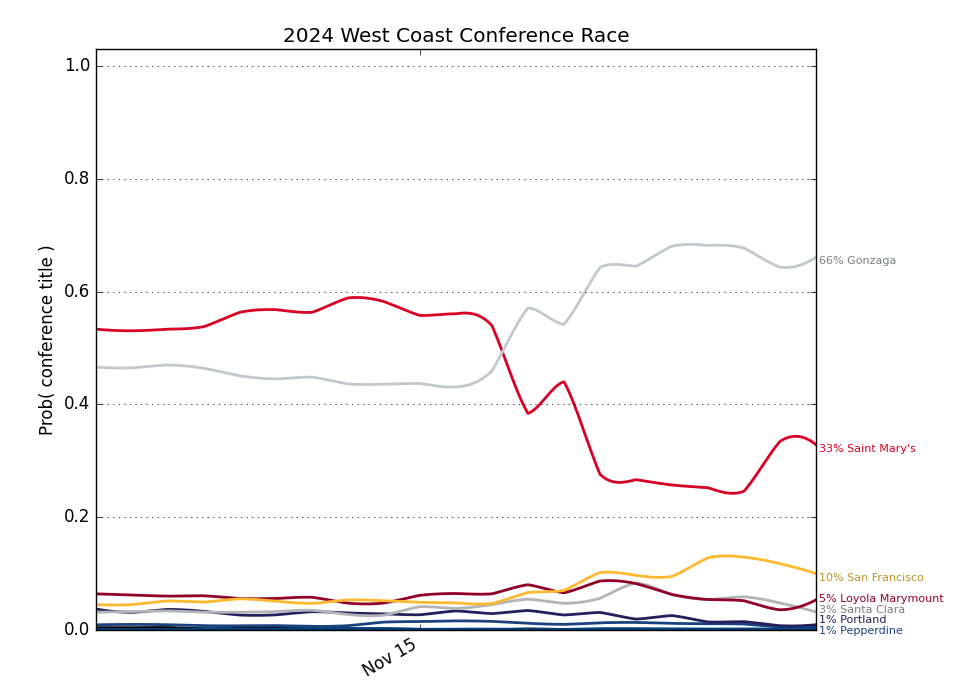 2024 West Coast Conference Race
Prob( conference title )
1.0
0.8
0.6
0.4
0.2
0.0
Nov 15
66% Gonzaga
33% Saint Mary's
10% San Francisco
5% Loyola Marymount
3% Santa Clara
1% Portland
1% Pepperdine